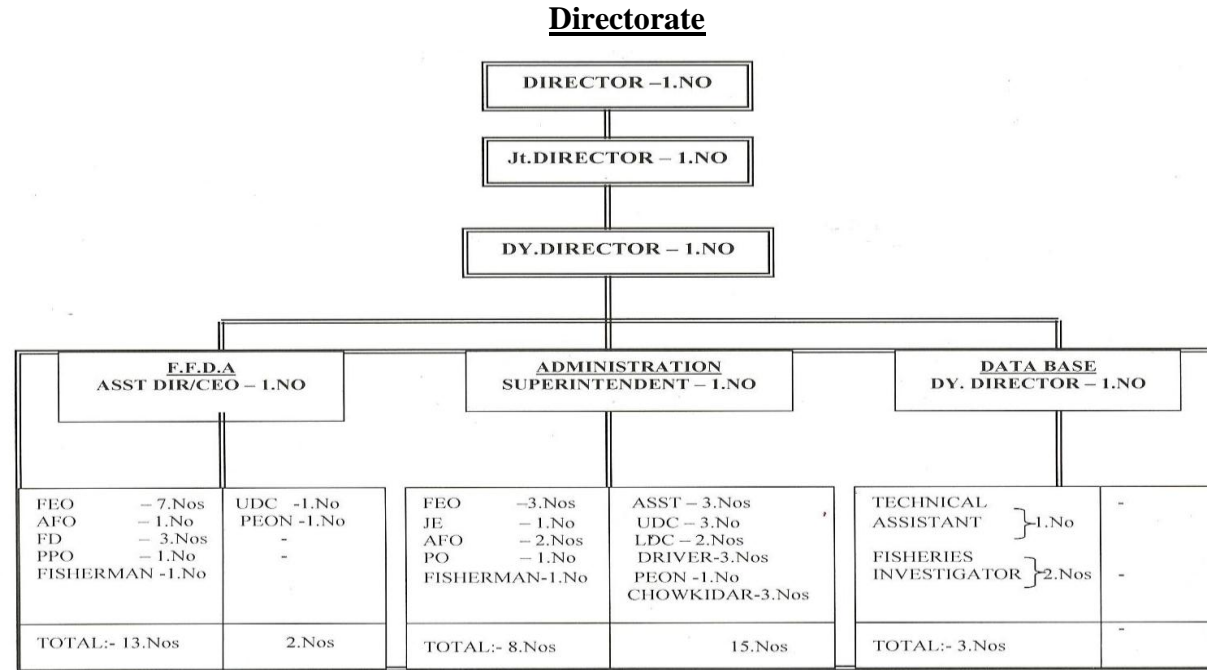 Directorate
DIRECTOR –1.NO
Jt.DIRECTOR – 1.NO
DY.DIRECTOR – 1.NO
F.F.D.A
ASST DIR/CEO – 1.NO
ADMINISTRATION
SUPERINTENDENT – 1.NO
DATA BASE
DY. DIRECTOR – 1.NO
FEO – 7.Nos
AFO – 1.No
FD – 3.Nos
PPO – 1.No
FISHERMAN -1.No
UDC -1.No
PEON -1.No
-
-
FEO -3.Nos
JE – 1.No
AFO – 2.Nos
PO – 1.No
FISHERMAN-1.No
ASST – 3.Nos
UDC – 3.No
LDC – 2.Nos
DRIVER-3.Nos
PEON -1.No
CHOWKIDAR-3.Nos
TECHNICAL
ASSISTANT 1.No
FISHERIES
INVESTIGATOR 2.Nos
-
-
TOTAL:- 13.Nos 2.Nos
TOTAL:- 8.Nos 15.Nos
TOTAL:- 3.Nos -